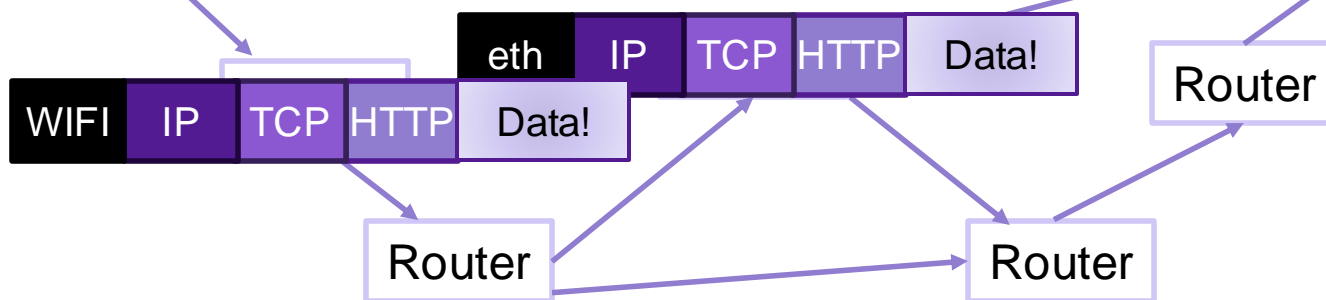 eth IP TCP HTTP Data!
Router
WIFI IP TCP HTTP Data!
Router
Router